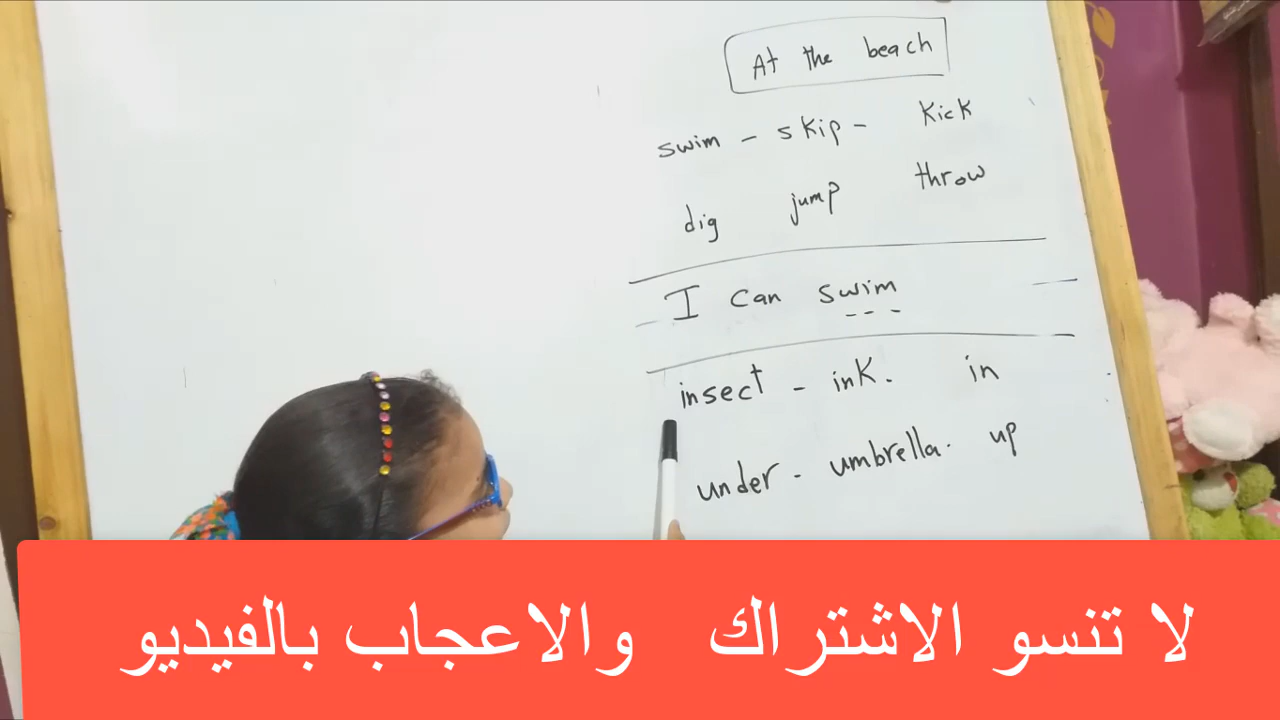 At the beach
swim - skip - kick
dig jump throw
I can swim
insect - ink. in
under - umbrella. up
لا تنسو الاشتراك والاعجاب بالفيديو